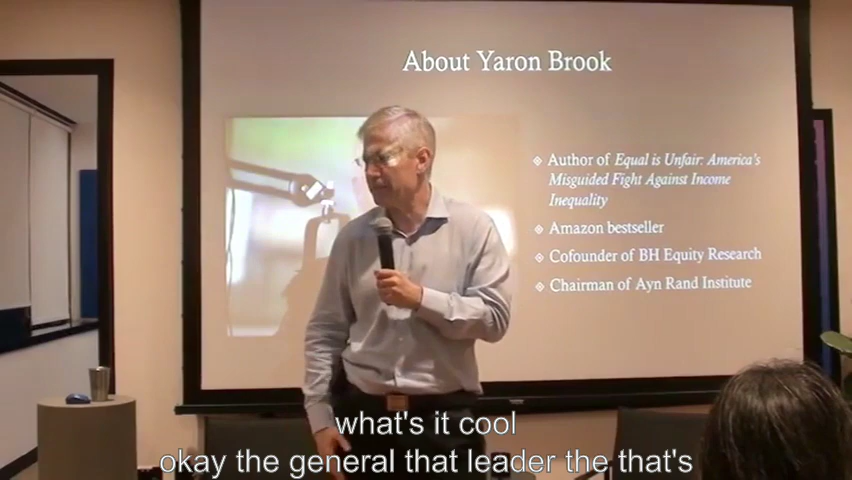 About Yaron Brook
❖ Author of Equal is Unfair: America's
Misguided Fight Against Income
Inequality
❖ Amazon bestseller
❖ Cofounder of BH Equity Research
❖ Chairman of Ayn Rand Institute
what's it cool
okay the general that leader the that's